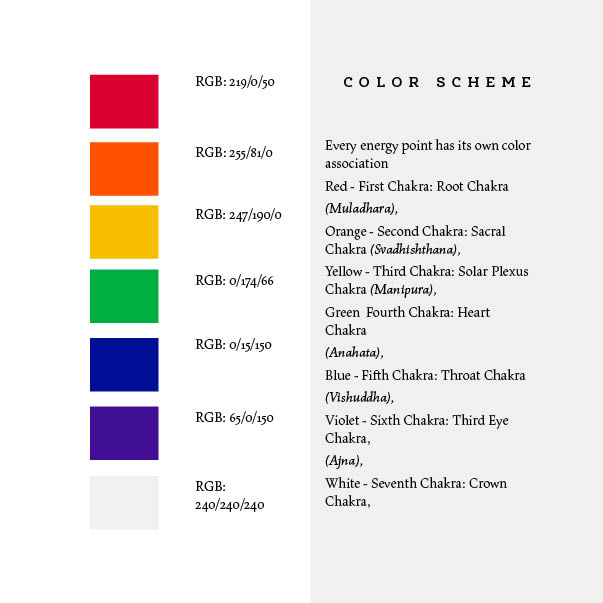 RGB: 219/0/50
RGB: 255/81/0
RGB: 247/190/0
RGB: 0/174/66
RGB: 0/15/150
RGB: 65/0/150
RGB:
240/240/240
COLOR SCHEME
Every energy point has its own color
association
Red - First Chakra: Root Chakra
(Muladhara),
Orange - Second Chakra: Sacral
Chakra (Svadhishthana),
Yellow - Third Chakra: Solar Plexus
Chakra (Manipura),
Green  Fourth Chakra: Heart
Chakra
(Anahata),
Blue - Fifth Chakra: Throat Chakra
(Vishuddha),
Violet - Sixth Chakra: Third Eye
Chakra,
(Ajna),
White - Seventh Chakra: Crown
Chakra,